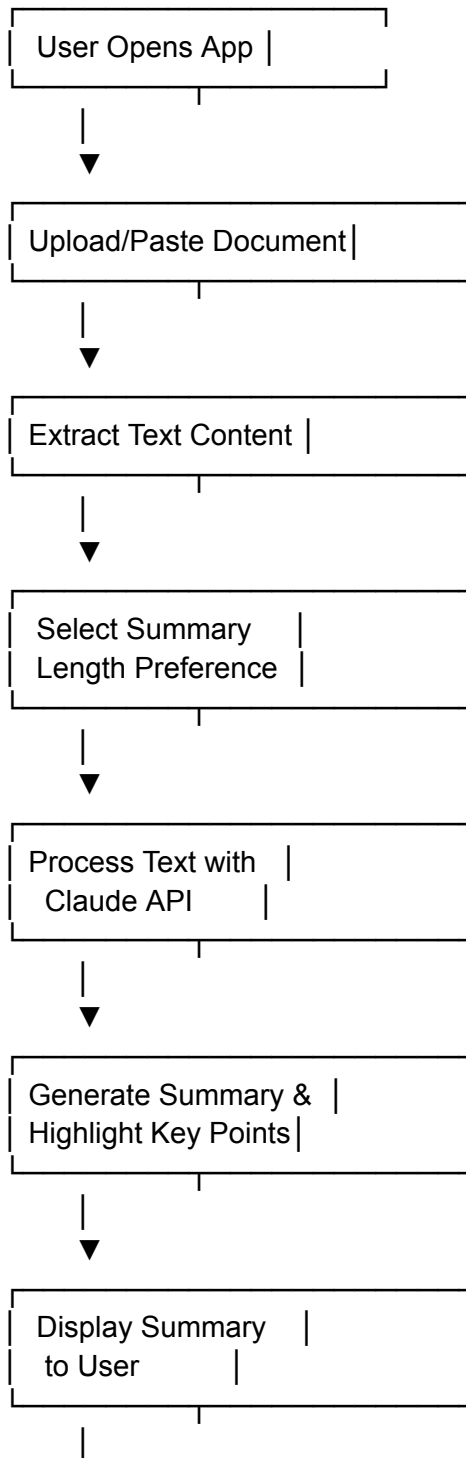 User Opens App
Upload/Paste Document
Extract Text Content
Select Summary
Length Preference
Process Text with
Claude API
Generate Summary &
Highlight Key Points
Display Summary
to User